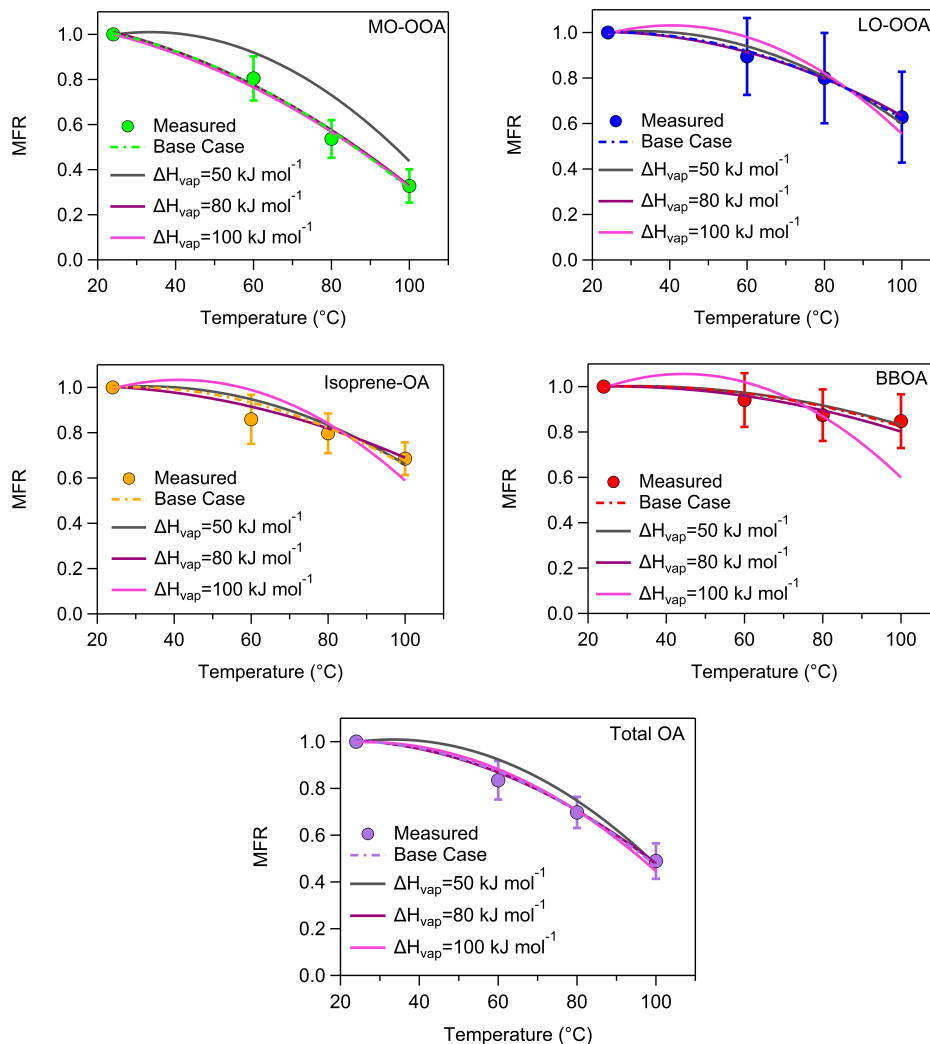 MO-OOA
1.0
0.8
0.6
0.4
0.2
0.0
MFR
Measured
Base Case
ΔHvap=50 kJ mol-1
ΔHvap=80 kJ mol-1
ΔHvap=100 kJ mol-1
20 40 60 80 100
Temperature (°C)
LO-OOA
1.0
0.8
0.6
0.4
0.2
0.0
MFR
Measured
Base Case
ΔHvap=50 kJ mol-1
ΔHvap=80 kJ mol-1
ΔHvap=100 kJ mol-1
20 40 60 80 100
Temperature (°C)
Isoprene-OA
1.0
0.8
0.6
0.4
0.2
0.0
MFR
Measured
Base Case
ΔHvap=50 kJ mol-1
ΔHvap=80 kJ mol-1
ΔHvap=100 kJ mol-1
20 40 60 80 100
Temperature (°C)
BBOA
1.0
0.8
0.6
0.4
0.2
0.0
MFR
Measured
Base Case
ΔHvap=50 kJ mol-1
ΔHvap=80 kJ mol-1
ΔHvap=100 kJ mol-1
20 40 60 80 100
Temperature (°C)
Total OA
1.0
0.8
0.6
0.4
0.2
0.0
MFR
Measured
Base Case
ΔHvap=50 kJ mol-1
ΔHvap=80 kJ mol-1
ΔHvap=100 kJ mol-1
20 40 60 80 100
Temperature (°C)